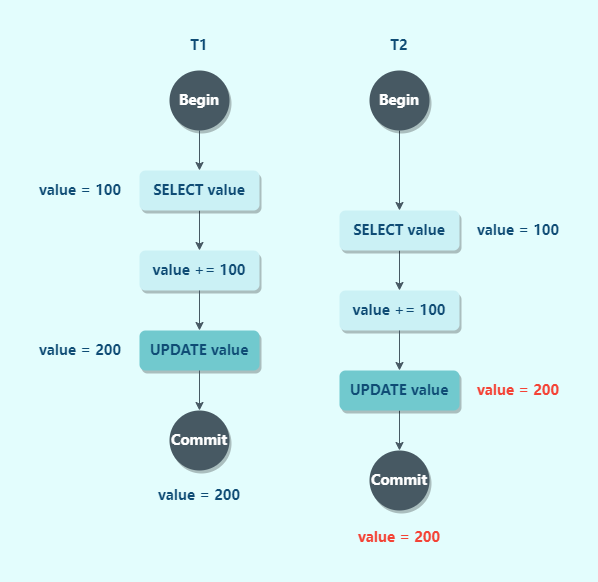 T1
T2
Begin
Begin
value = 100
SELECT value
SELECT value
value = 100
value += 100
value += 100
value = 200
UPDATE value
UPDATE value
value = 200
Commit
Commit
value = 200
value = 200